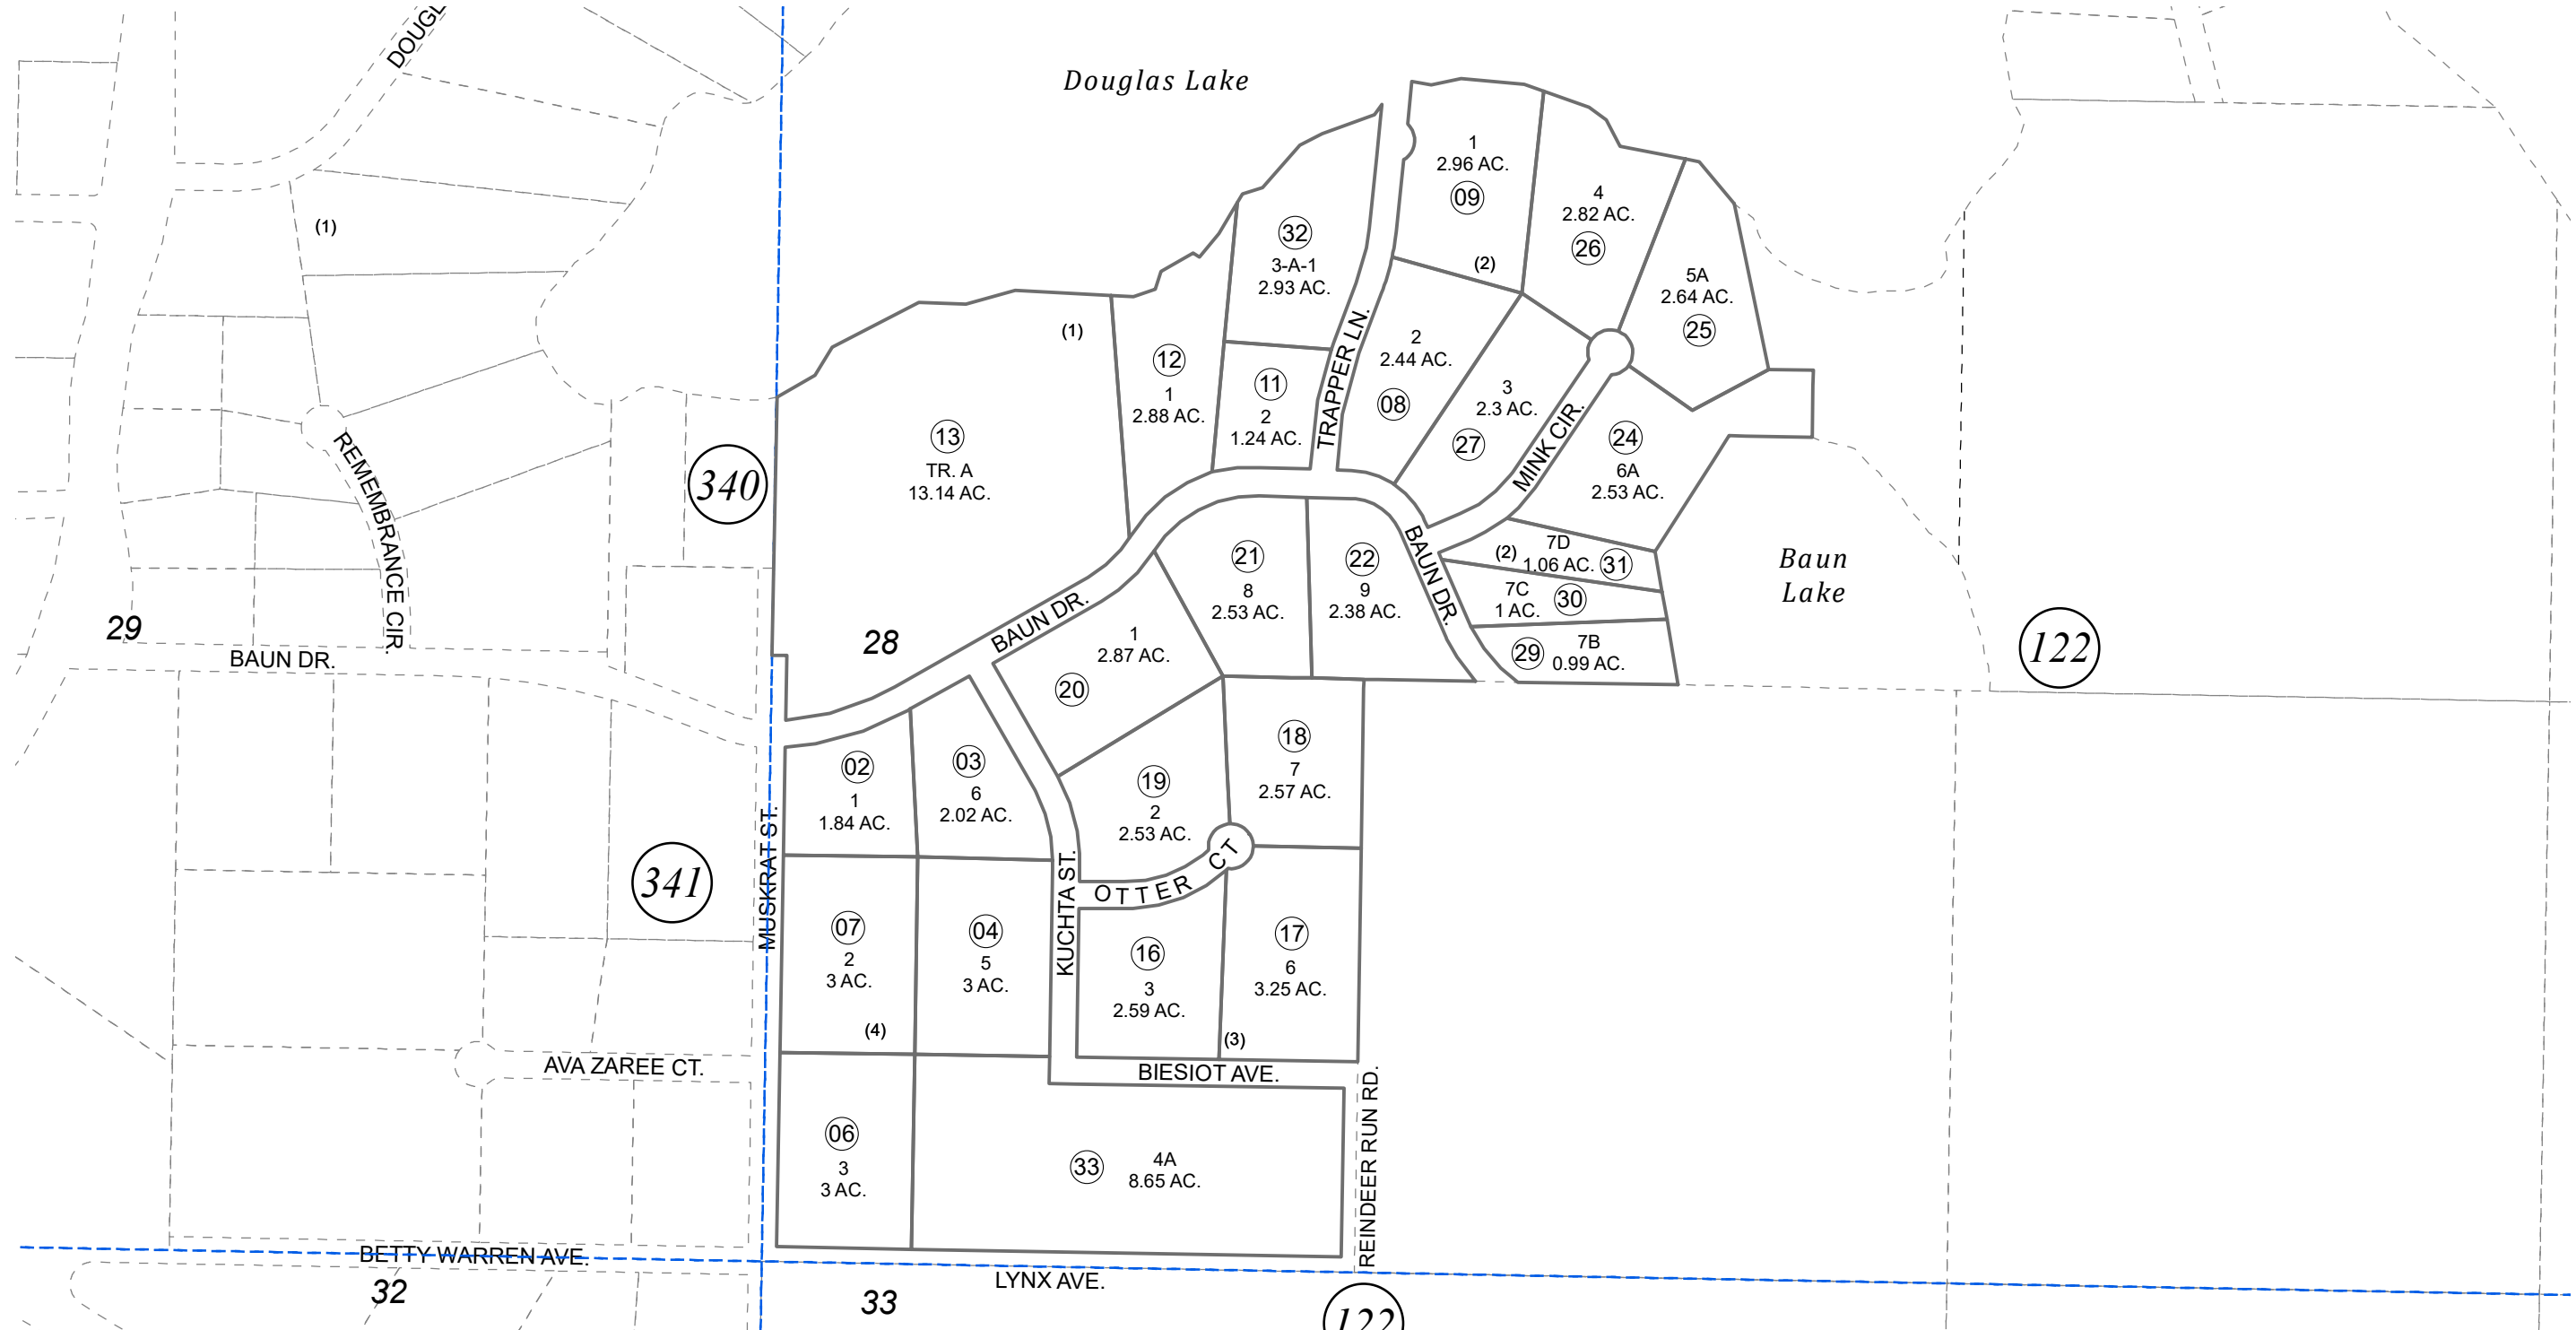 DOUGL
Douglas Lake
1
2.96 AC.
09
4
2.82 AC.
26
(1)
32
3-A-1
2.93 AC.
(2)
5A
2.64 AC.
25
(1)
12
1
2.88 AC.
11
2
1.24 AC.
TRAPPER LN.
2
2.44 AC.
08
3
2.3 AC.
27
MINK CIR.
24
6A
2.53 AC.
13
TR. A
13.14 AC.
340
REMEMBRANCE CIR.
21
8
2.53 AC.
22
9
2.38 AC.
BAUN DR.
(2)
7D
1.06 AC.
31
7C
1 AC.
30
29
7B
0.99 AC.
Baun
Lake
122
29
BAUN DR.
28
BAUN DR.
1
2.87 AC.
20
18
7
2.57 AC.
02
1
1.84 AC.
03
6
2.02 AC.
19
2
2.53 AC.
341
MUSKRAT ST.
KUCHTA ST.
OTTER CT
07
2
3 AC.
(4)
04
5
3 AC.
16
3
2.59 AC.
17
6
3.25 AC.
(3)
AVA ZAREE CT.
BIESIOT AVE.
REINDEER RUN RD.
06
3
3 AC.
33
4A
8.65 AC.
BETTY WARREN AVE.
LYNX AVE.
32
33
122